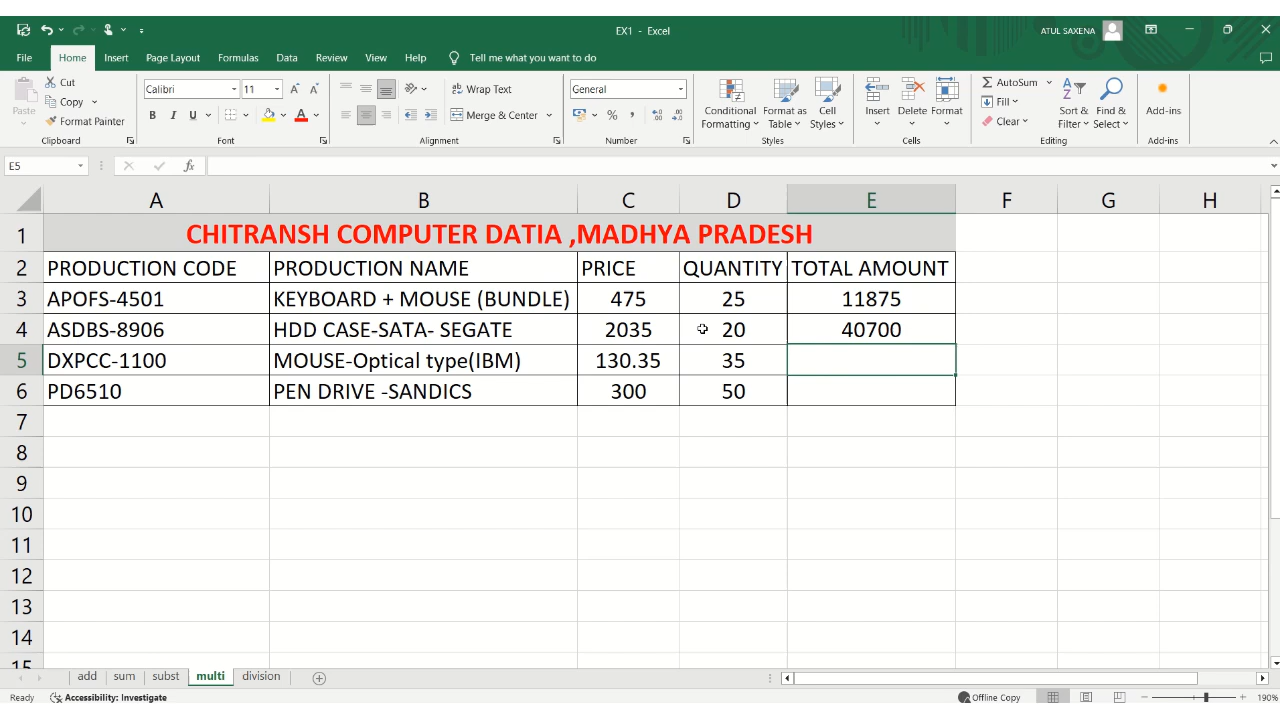 EX1 - Excel
ATUL SAXENA
File Home Insert Page Layout Formulas Data Review View Help Tell me what you want to do
Paste
Cut
Copy
Format Painter
Clipboard
Calibri 11
B I U
Font
Wrap Text
Merge & Center
Alignment
General
Number
Conditional Formatting
Format as Table
Cell Styles
Styles
Insert Delete Format
Cells
AutoSum
Fill
Clear
Sort & Filter
Find & Select
Editing
Add-ins
Add-ins
E5 fx
A B C D E F G H
1 CHITRANSH COMPUTER DATIA ,MADHYA PRADESH
2 PRODUCTION CODE PRODUCTION NAME PRICE QUANTITY TOTAL AMOUNT
3 APOFS-4501 KEYBOARD + MOUSE (BUNDLE) 475 25 11875
4 ASDBS-8906 HDD CASE-SATA- SEGATE 2035 20 40700
5 DXPCC-1100 MOUSE-Optical type(IBM) 130.35 35
6 PD6510 PEN DRIVE -SANDICS 300 50
7
8
9
10
11
12
13
14
15
add sum subst multi division
Ready Accessibility: Investigate Offline Copy 190%